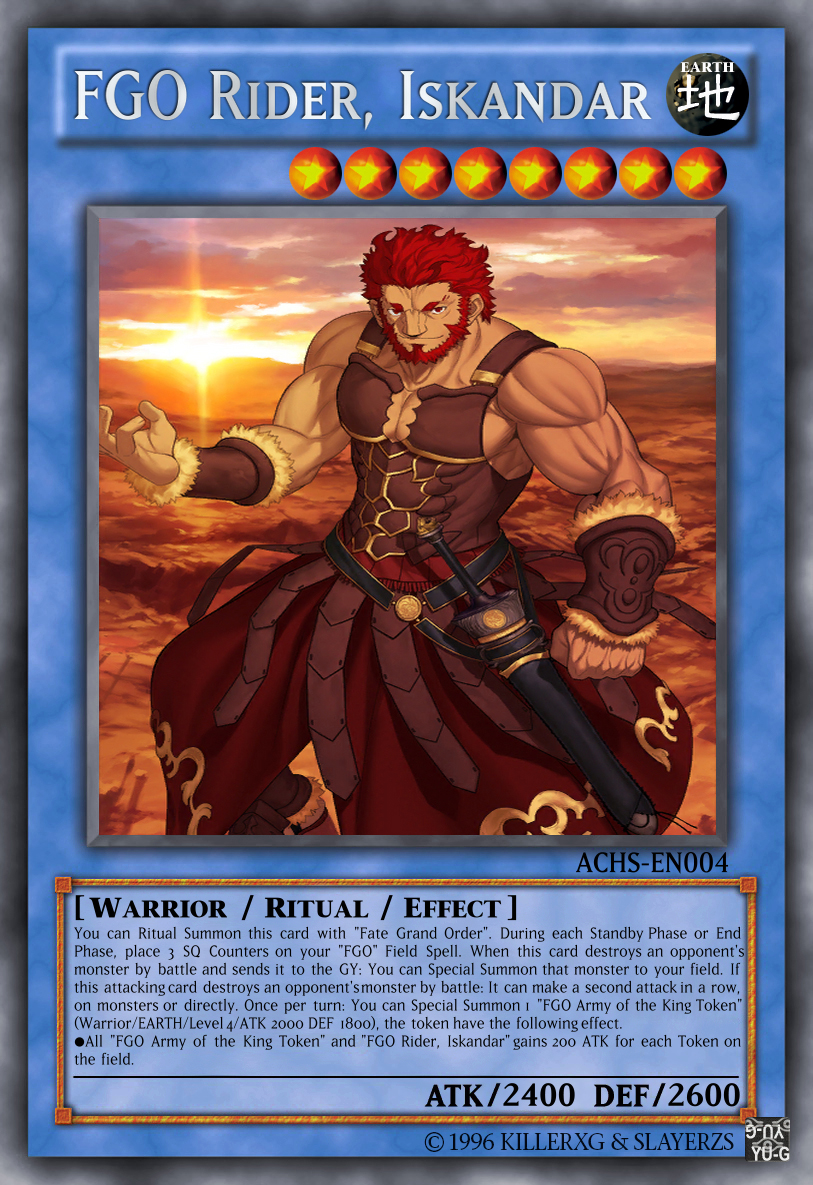 FGO Rider, Iskandar
EARTH
地
ACHS-EN004
[ Warrior / Ritual / Effect ]
You can Ritual Summon this card with "Fate Grand Order". During each Standby Phase or End
Phase, place 3 SQ Counters on your "FGO" Field Spell. When this card destroys an opponent's
monster by battle and sends it to the GY: You can Special Summon that monster to your field. If
this attacking card destroys an opponent's monster by battle: It can make a second attack in a row,
on monsters or directly. Once per turn: You can Special Summon 1 "FGO Army of the King Token"
(Warrior/EARTH/Level 4/ATK 2000 DEF 1800), the token have the following effect.
●All "FGO Army of the King Token" and "FGO Rider, Iskandar" gains 200 ATK for each Token on
the field.
ATK/2400 DEF/2600
© 1996 KILLERXG & SLAYERZS
YU-G